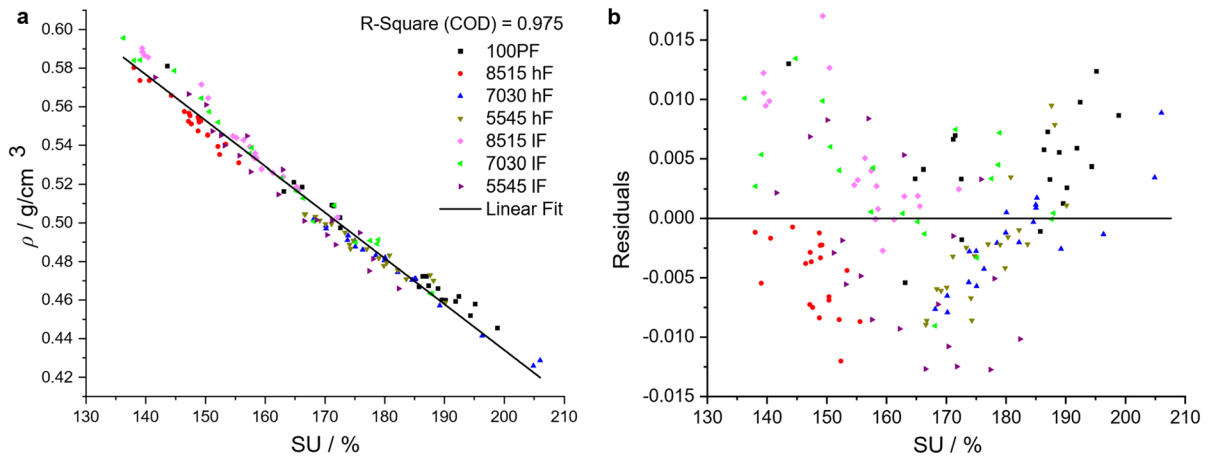 a
R-Square (COD) = 0.975
100PF
8515 hF
7030 hF
5545 hF
8515 lF
7030 lF
5545 lF
Linear Fit
0.60
0.58
0.56
0.54
0.52
0.50
0.48
0.46
0.44
0.42
ρ / g/cm 3
130 140 150 160 170 180 190 200 210
SU / %
b
0.015
0.010
0.005
0.000
-0.005
-0.010
-0.015
Residuals
130 140 150 160 170 180 190 200 210
SU / %